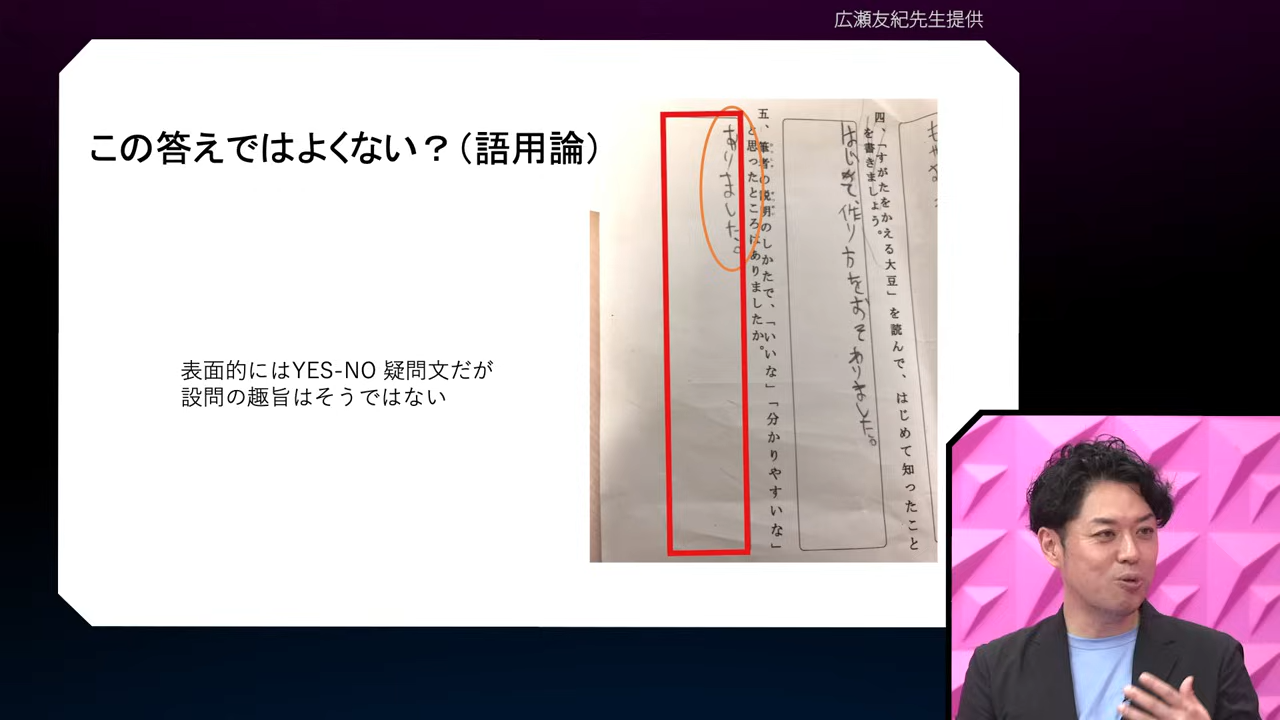 広瀬友紀先生提供
この答えではよくない？（語用論）
表面的にはYES-NO 疑問文だが
設問の趣旨はそうではない
四、「すがたをかえる大豆」を読んで、はじめて知ったこと
を書きましょう。
はじめて、作り方をおそわりました。
五、筆者の説明のしかたで、「いいな」「分かりやすいな」
と思ったところはありましたか。
ありました。